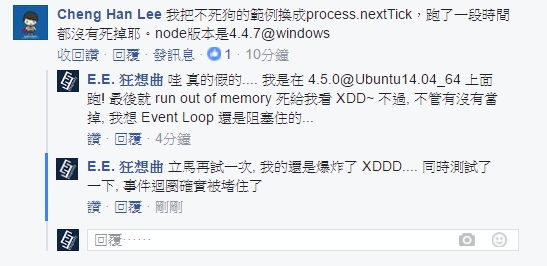 Cheng Han Lee 我把不死狗的範例換成process.nextTick，跑了一段時間
都沒有死掉耶。node版本是4.4.7@windows
收回讚 · 回覆 · 發訊息 · 1 · 10分鐘
E.E. 狂想曲 哇 真的假的.... 我是在 4.5.0@Ubuntu14.04_64 上面
跑! 最後就 run out of memory 死給我看 XDD~ 不過, 不管有沒有當
掉, 我想 Event Loop 還是阻塞住的...
讚 · 回覆 · 4分鐘
E.E. 狂想曲 立馬再試一次, 我的還是爆炸了 XDDD.... 同時測試了
一下, 事件迴圈確實被堵住了
讚 · 回覆 · 剛剛
回覆……